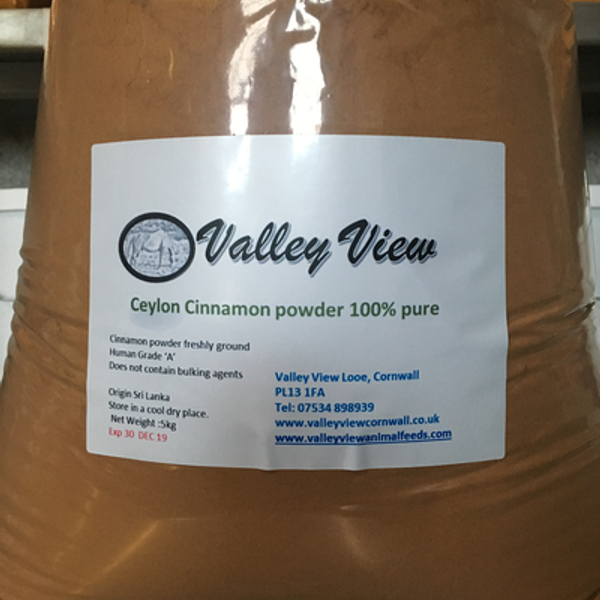 Valley View
Ceylon Cinnamon powder 100% pure
Cinnamon powder freshly ground
Human Grade 'A'
Does not contain bulking agents
Origin Sri Lanka
Store in a cool dry place.
Net Weight :5kg
Exp 30 DEC 19
Valley View Looe, Cornwall
PL13 1FA
Tel: 07534 898939
www.valleyviewcornwall.co.uk
www.valleyviewanimalfeeds.com